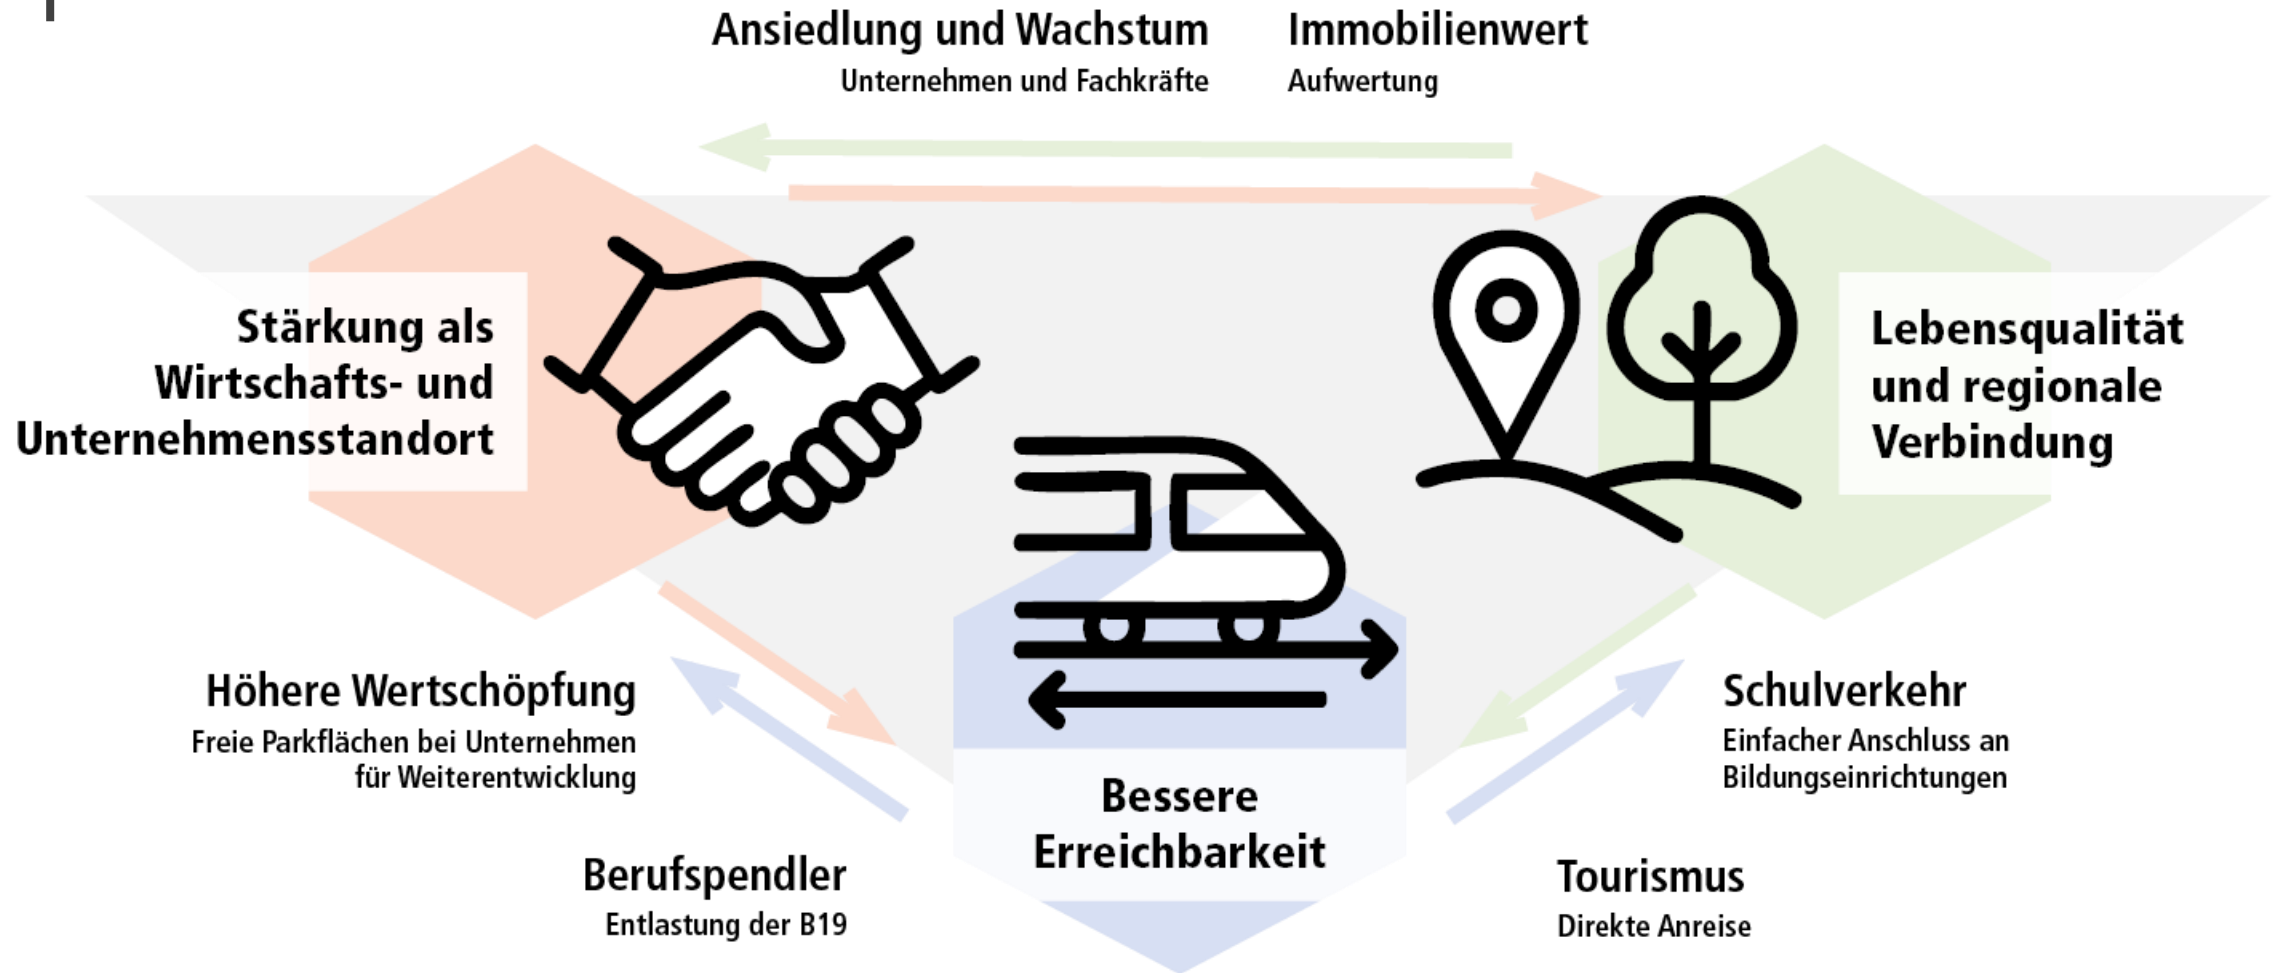 Ansiedlung und Wachstum
Unternehmen und Fachkräfte
Immobilienwert
Aufwertung
Stärkung als
Wirtschafts- und
Unternehmensstandort
Lebensqualität
und regionale
Verbindung
Höhere Wertschöpfung
Freie Parkflächen bei Unternehmen
für Weiterentwicklung
Schulverkehr
Einfacher Anschluss an
Bildungseinrichtungen
Bessere
Erreichbarkeit
Berufspendler
Entlastung der B19
Tourismus
Direkte Anreise